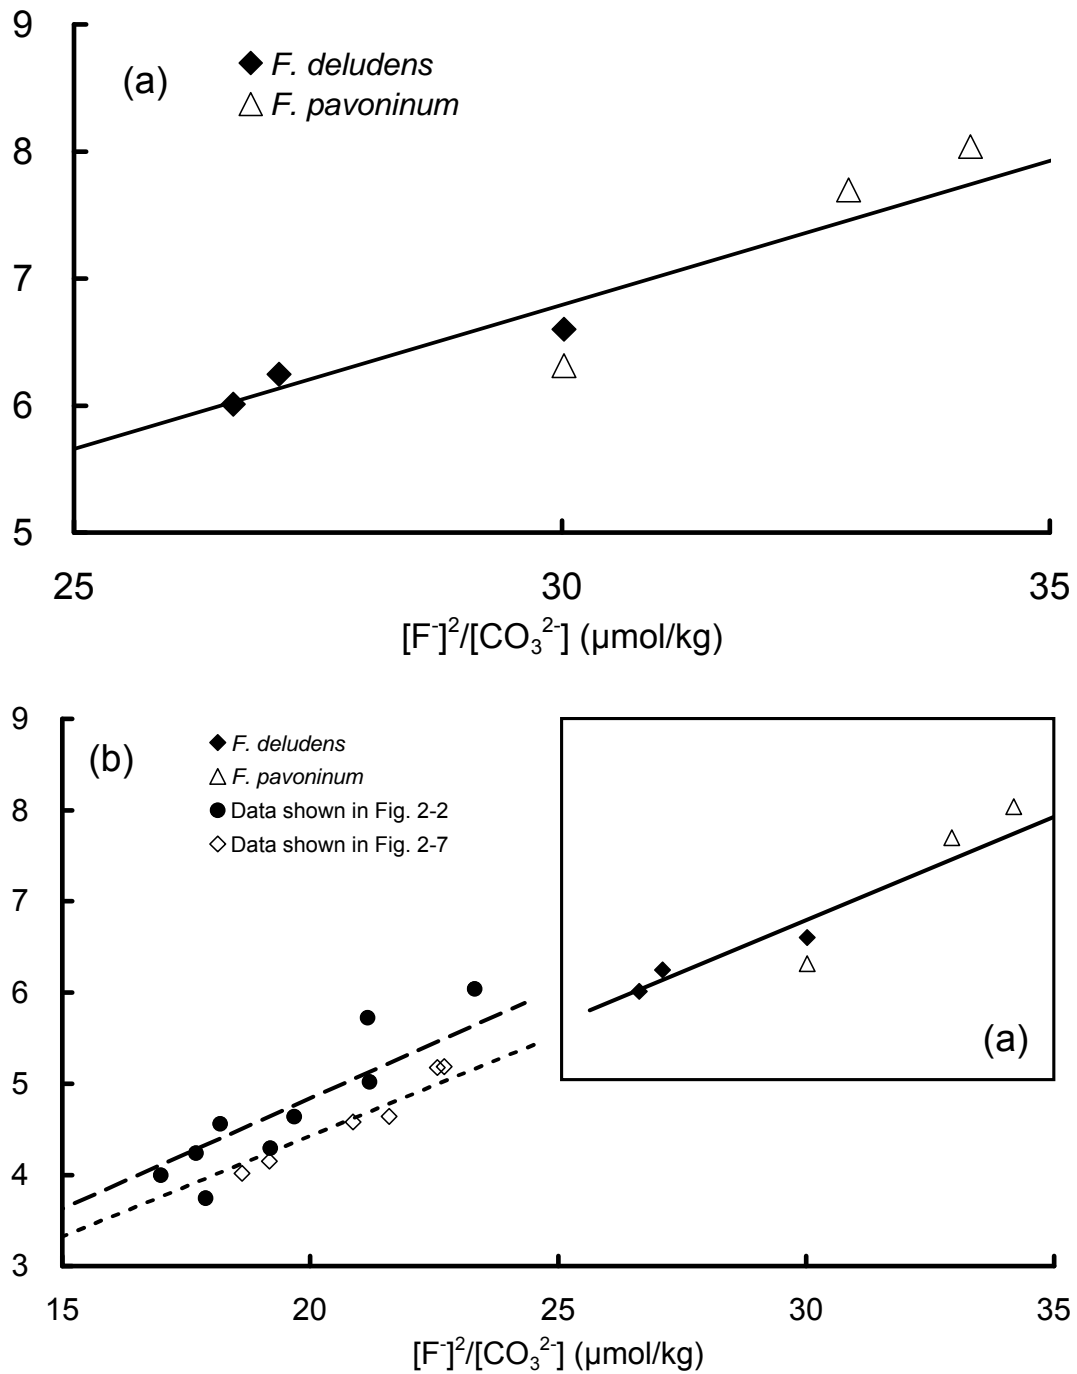 9
(a)
F. deludens
F. pavoninum
8
7
6
5
25 30 35
[F⁻]²/[CO₃²⁻] (μmol/kg)
9
(b)
F. deludens
F. pavoninum
Data shown in Fig. 2-2
Data shown in Fig. 2-7
8
7
6
5
4
3
(a)
15 20 25 30 35
[F⁻]²/[CO₃²⁻] (μmol/kg)